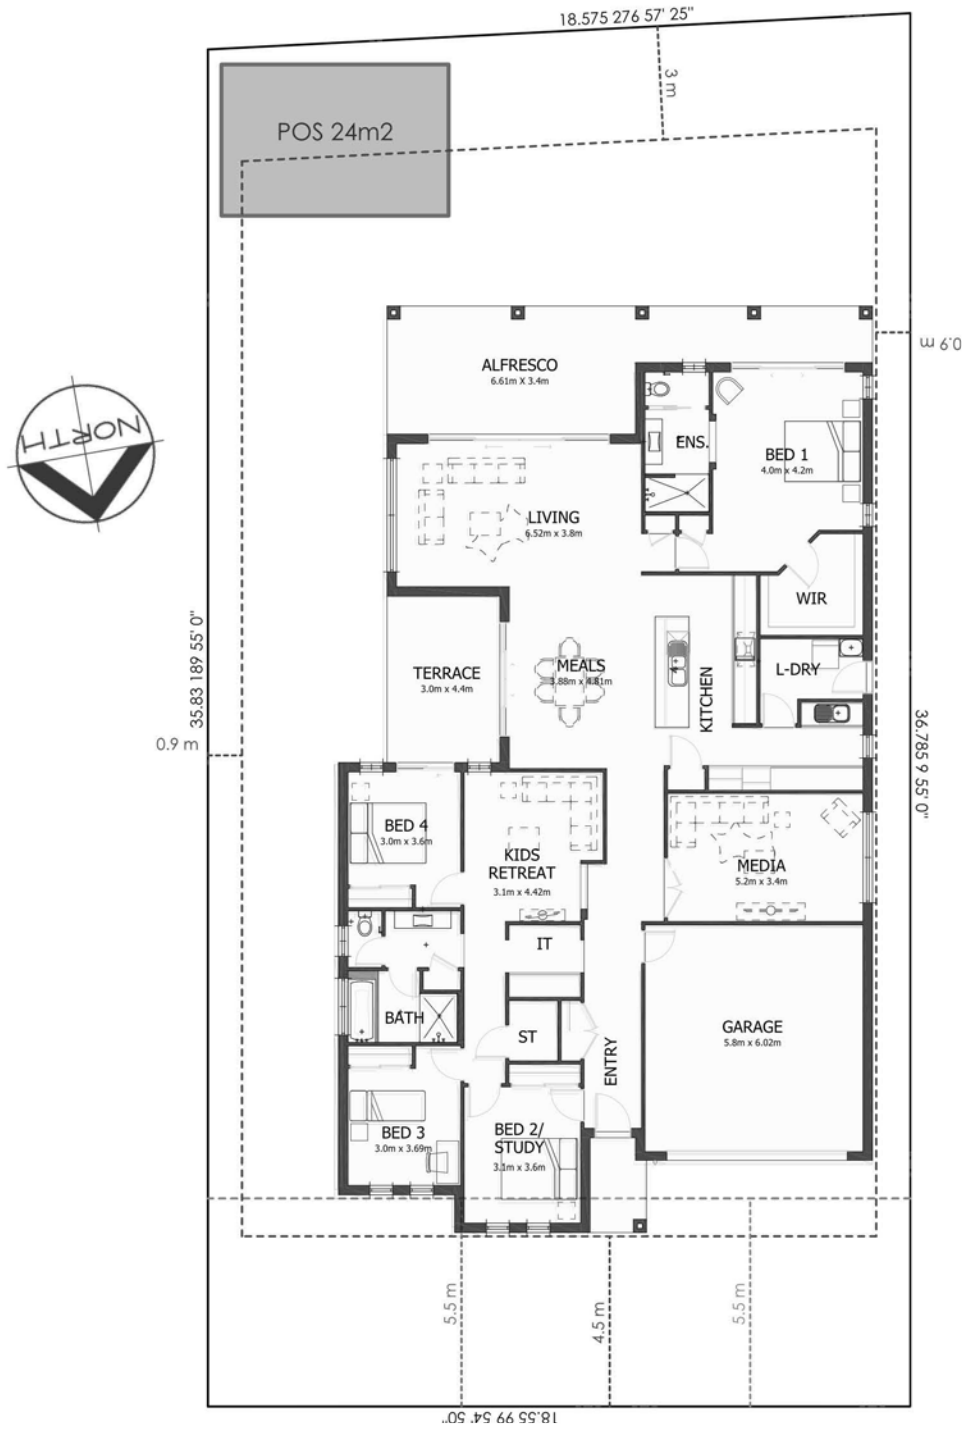 18.575 276 57' 25"
3 m
POS 24m2
0.9 m
ALFRESCO
6.61m X 3.4m
NORTH
ENS.
BED 1
4.0m x 4.2m
LIVING
6.52m x 3.8m
WIR
35.83 189 55' 0"
TERRACE
3.0m x 4.4m
MEALS
3.88m x 4.81m
KITCHEN
L-DRY
0.9 m
36.785 9 55' 0"
BED 4
3.0m x 3.6m
KIDS
RETREAT
3.1m x 4.42m
MEDIA
5.2m x 3.4m
IT
BATH
ST
ENTRY
GARAGE
5.8m x 6.02m
BED 3
3.0m x 3.69m
BED 2/
STUDY
3.1m x 3.6m
5.5 m
4.5 m
5.5 m
18.55 99 54' 50"